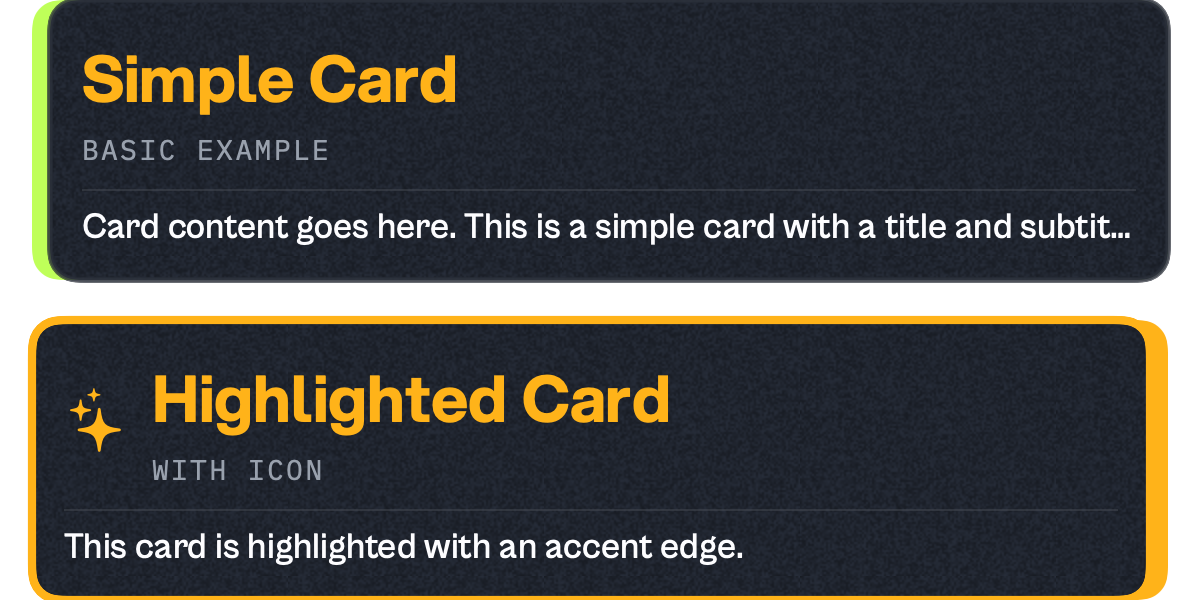 Simple Card
BASIC EXAMPLE
Card content goes here. This is a simple card with a title and subtit...
Highlighted Card
WITH ICON
This card is highlighted with an accent edge.